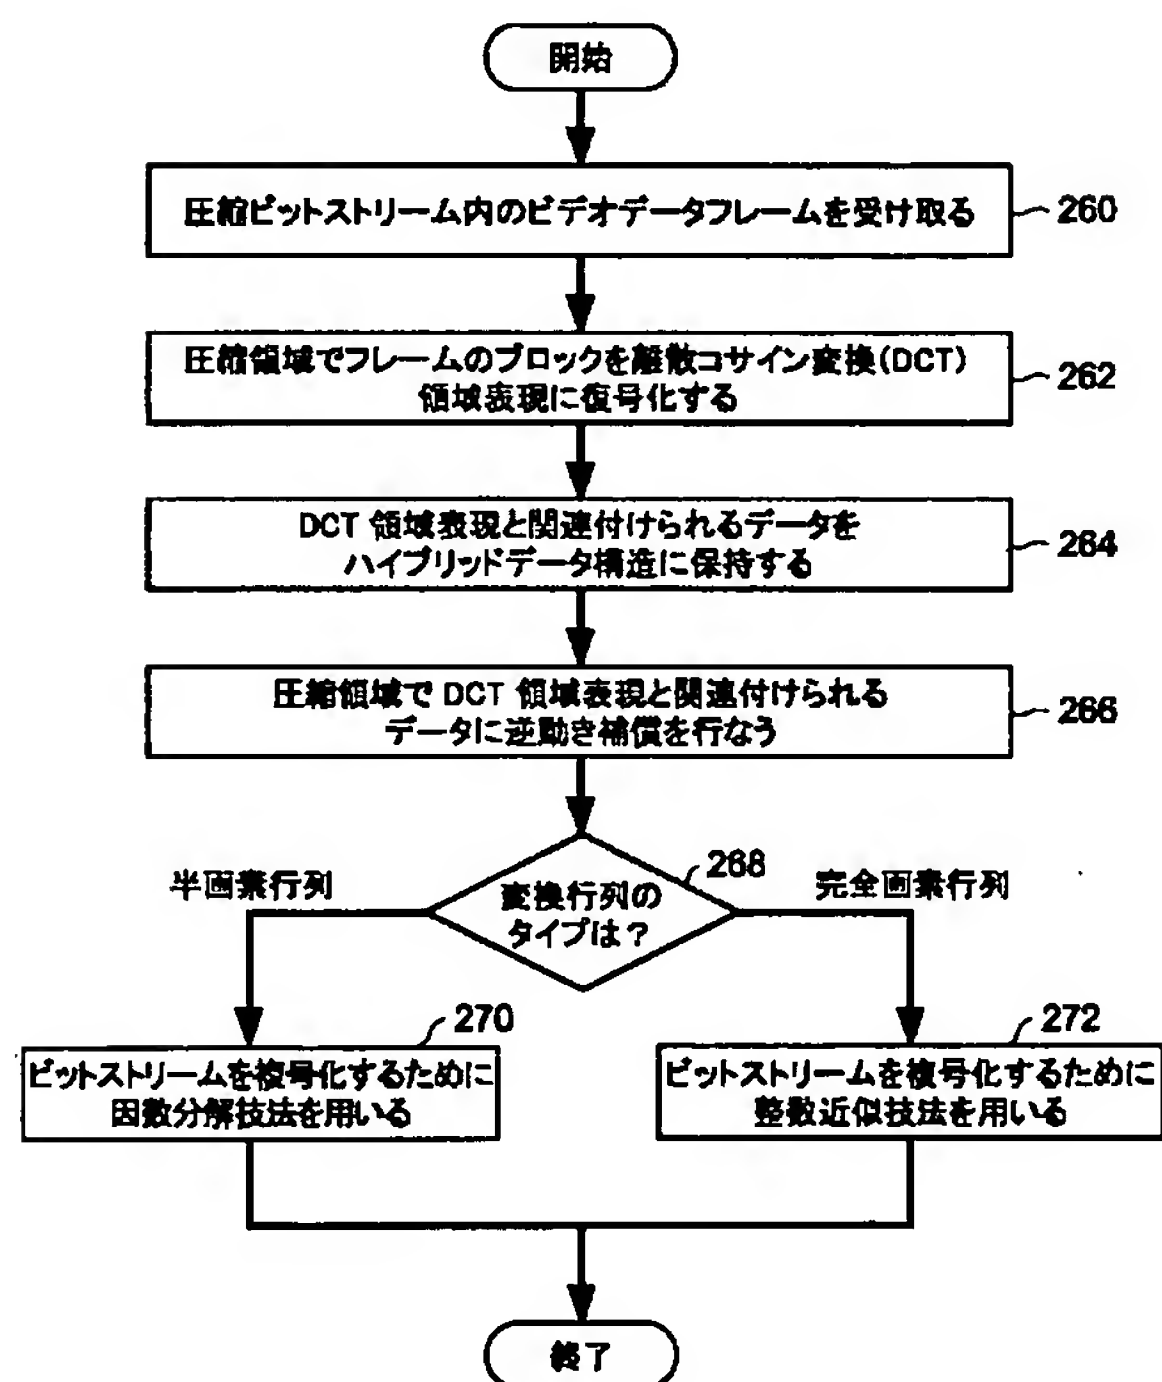 開始
圧縮ビットストリーム内のビデオデータフレームを受け取る
260
圧縮領域でフレームのブロックを離散コサイン変換(DCT)
領域表現に復号化する
262
DCT 領域表現と関連付けられるデータを
ハイブリッドデータ構造に保持する
264
圧縮領域で DCT 領域表現と関連付けられる
データに逆動き補償を行なう
266
268
半画素行列
変換行列の
タイプは?
完全画素行列
270
ビットストリームを複号化するために
因数分解技法を用いる
272
ビットストリームを複号化するために
整数近似技法を用いる
終了